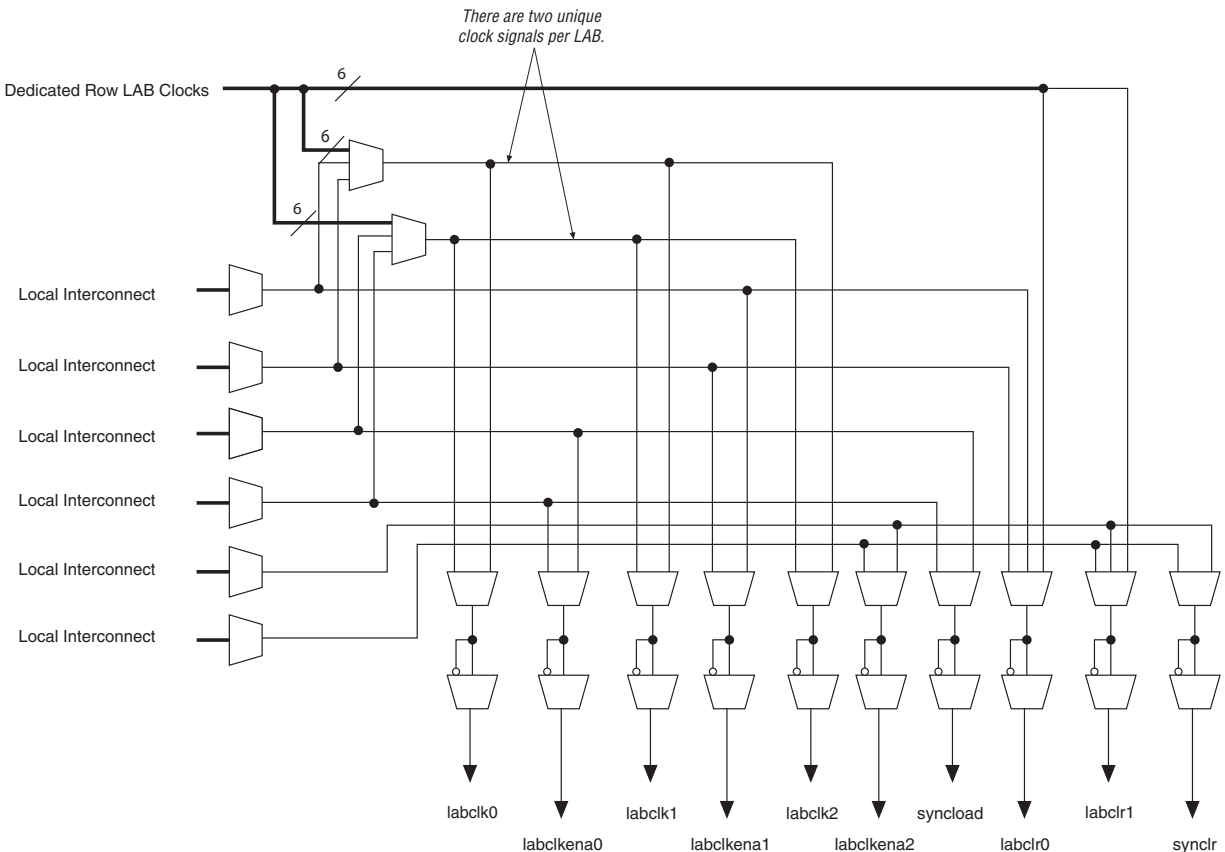 There are two unique
clock signals per LAB.
6
Dedicated Row LAB Clocks
6
6
Local Interconnect
Local Interconnect
Local Interconnect
Local Interconnect
Local Interconnect
Local Interconnect
labclk0
labclk1
labclk2
syncload
labclr1
labclkena0
labclkena1
labclkena2
labclr0
synclr